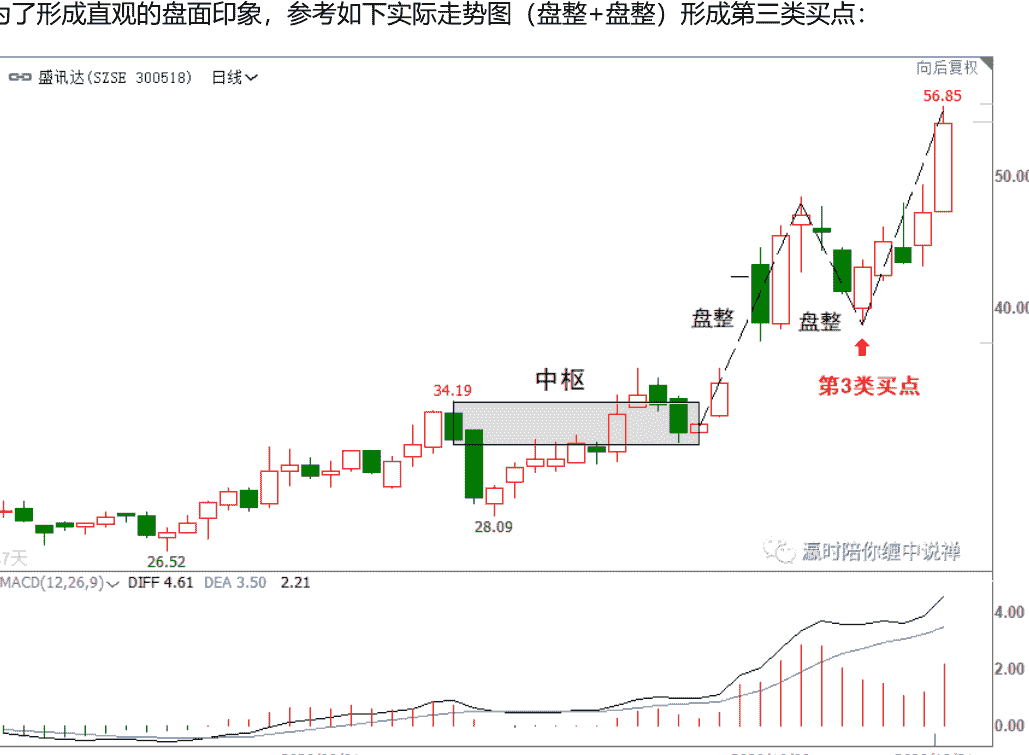 为了形成直观的盘面印象，参考如下实际走势图（盘整+盘整）形成第三类买点：
盛讯达(SZSE 300518) 日线
向后复权
56.85
50.00
40.00
盘整
盘整
第3类买点
中枢
34.19
28.09
26.52
7天
瀛时陪你缠中说禅
MACD(12,26,9) DIFF 4.61 DEA 3.50 2.21
4.00
2.00
0.00